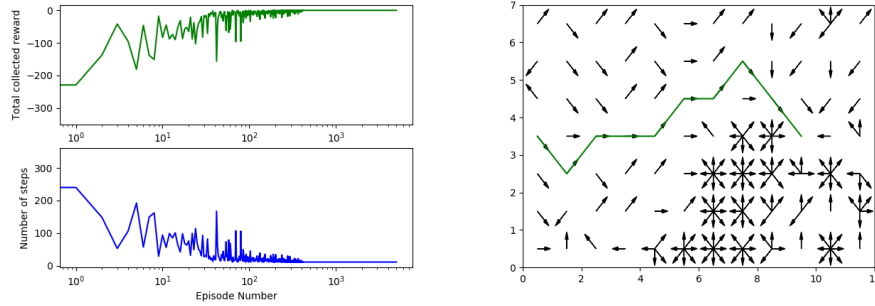 0
−100
−200
−300
Total collected reward
10⁰ 10¹ 10² 10³
300
200
100
0
Number of steps
10⁰ 10¹ 10² 10³
Episode Number
7
6
5
4
3
2
1
0
0 2 4 6 8 10 12